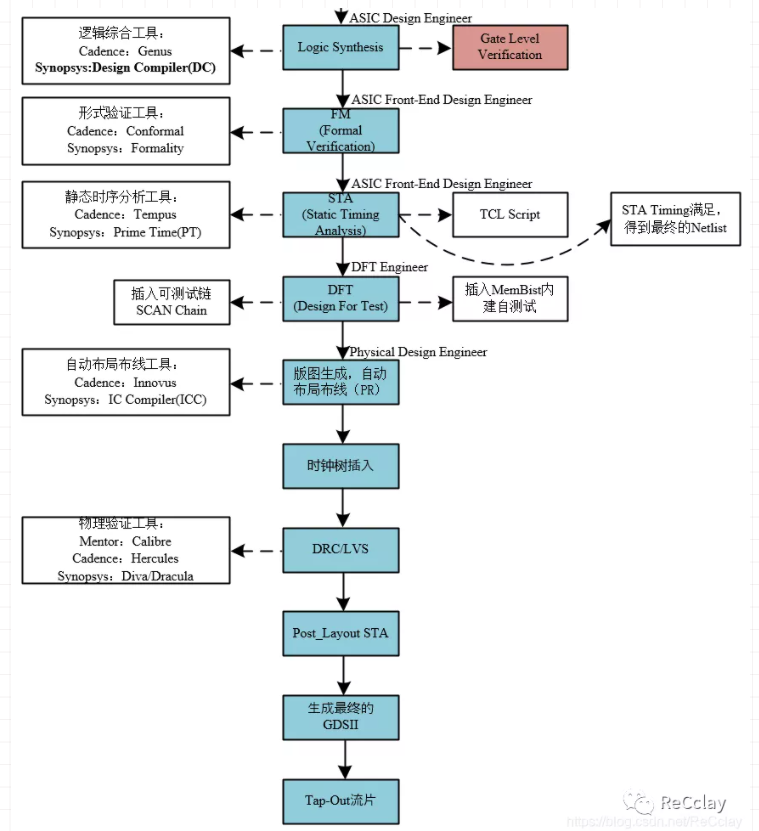 ASIC Design Engineer
逻辑综合工具：
Cadence：Genus
Synopsys:Design Compiler(DC)
Logic Synthesis
Gate Level
Verification
ASIC Front-End Design Engineer
形式验证工具：
Cadence：Conformal
Synopsys：Formality
FM
(Formal
Verification)
ASIC Front-End Design Engineer
静态时序分析工具：
Cadence：Tempus
Synopsys：Prime Time(PT)
STA
(Static Timing
Analysis)
TCL Script
STA Timing满足，
得到最终的Netlist
DFT Engineer
插入可测试链
SCAN Chain
DFT
(Design For Test)
插入MemBist内
建自测试
Physical Design Engineer
自动布局布线工具：
Cadence：Innovus
Synopsys：IC Compiler(ICC)
版图生成，自动
布局布线（PR）
时钟树插入
物理验证工具：
Mentor：Calibre
Cadence：Hercules
Synopsys：Diva/Dracula
DRC/LVS
Post_Layout STA
生成最终的
GDSII
Tap-Out流片
ReCclay
https://blog.csdn.net/ReCclay